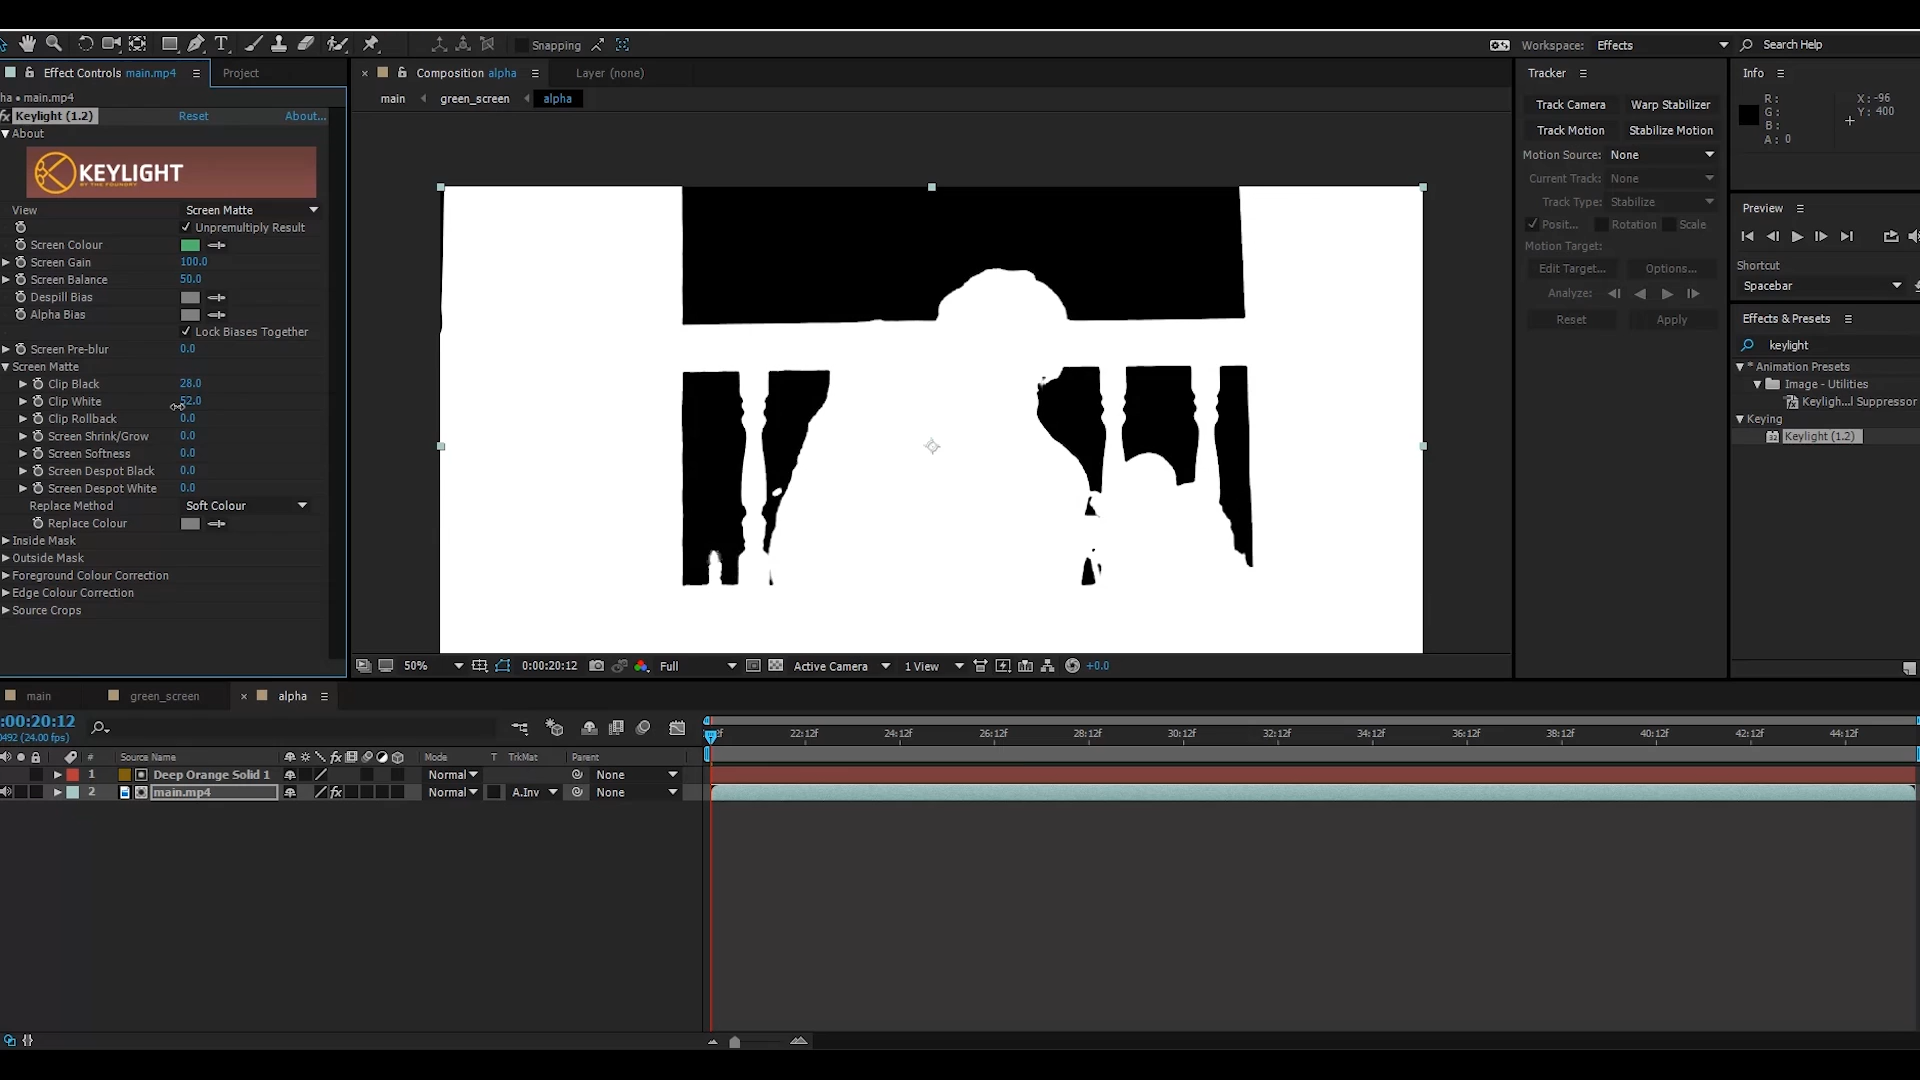 Snapping
Workspace: Effects
Search Help
Effect Controls main.mp4
Project
Composition alpha
Layer (none)
Tracker
Info
ha • main.mp4
main
green_screen
alpha
Track Camera
Warp Stabilizer
R:
G:
B:
A: 0
X: -96
Y: 400
fx Keylight (1.2)
Reset
About...
About
Track Motion
Stabilize Motion
Motion Source: None
KEYLIGHT
BY THE FOUNDRY
Current Track: None
Track Type: Stabilize
View
Screen Matte
Preview
Unpremultiply Result
Posit...
Rotation
Scale
Screen Colour
Motion Target:
Screen Gain
100.0
Edit Target...
Options...
Shortcut
Screen Balance
50.0
Spacebar
Despill Bias
Analyze:
Alpha Bias
Reset
Apply
Effects & Presets
Lock Biases Together
Screen Pre-blur
0.0
keylight
Screen Matte
* Animation Presets
Clip Black
28.0
Image - Utilities
Clip White
52.0
Keyligh...l Suppressor
Clip Rollback
0.0
Keying
Screen Shrink/Grow
0.0
Keylight (1.2)
Screen Softness
0.0
Screen Despot Black
0.0
Screen Despot White
0.0
Replace Method
Soft Colour
Replace Colour
Inside Mask
Outside Mask
Foreground Colour Correction
Edge Colour Correction
Source Crops
50%
0:00:20:12
Full
Active Camera
1 View
+0.0
main
green_screen
alpha
:00:20:12
0492 (24.00 fps)
22:12f
24:12f
26:12f
28:12f
30:12f
32:12f
34:12f
36:12f
38:12f
40:12f
42:12f
44:12f
#
Source Name
fx
Mode
T
TrkMat
Parent
1
Deep Orange Solid 1
Normal
None
2
main.mp4
fx
Normal
A.Inv
None